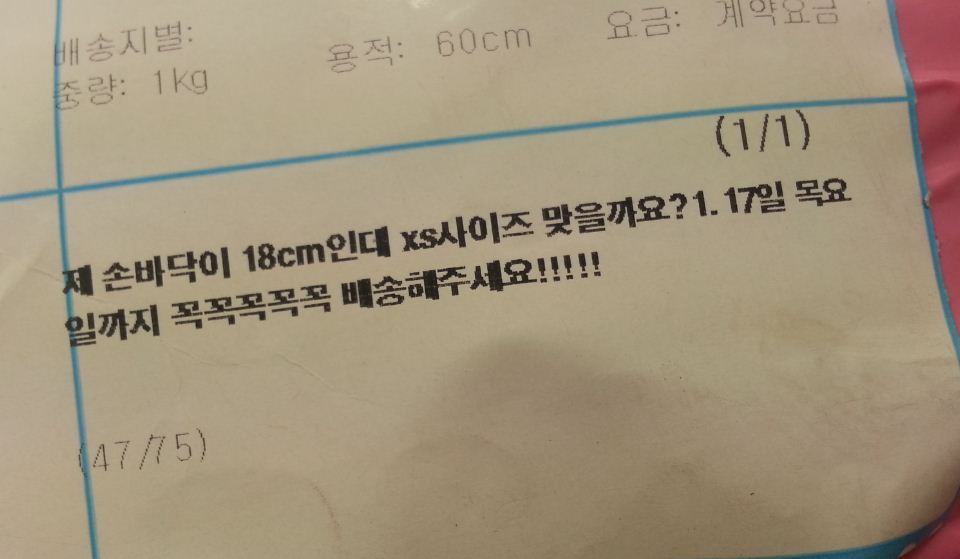 배송지별:
중량: 1kg 용적: 60cm 요금: 계약요금
(1/1)
제 손바닥이 18cm인대 xs사이즈 맞을까요?1. 17일 목요
일까지 꼭꼭꼭꼭꼭 배송해주세요!!!!!
(47/75)